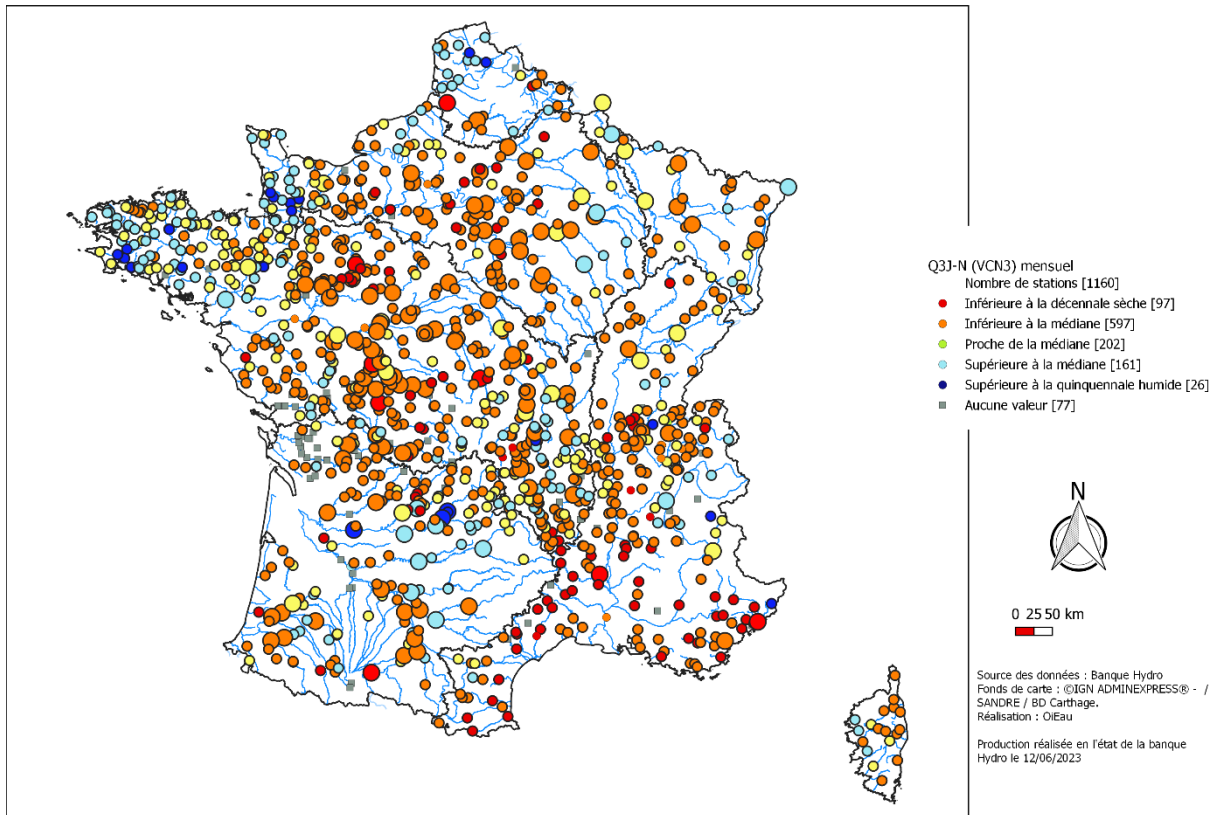 Q3J-N (VCN3) mensuel
Nombre de stations [1160]
Inférieure à la décennale sèche [97]
Inférieure à la médiane [597]
Proche de la médiane [202]
Supérieure à la médiane [161]
Supérieure à la quinquennale humide [26]
Aucune valeur [77]
N
0 25 50 km
Source des données : Banque Hydro
Fonds de carte : ©IGN ADMINEXPRESS® - /
SANDRE / BD Carthage.
Réalisation : OiEau
Production réalisée en l'état de la banque
Hydro le 12/06/2023